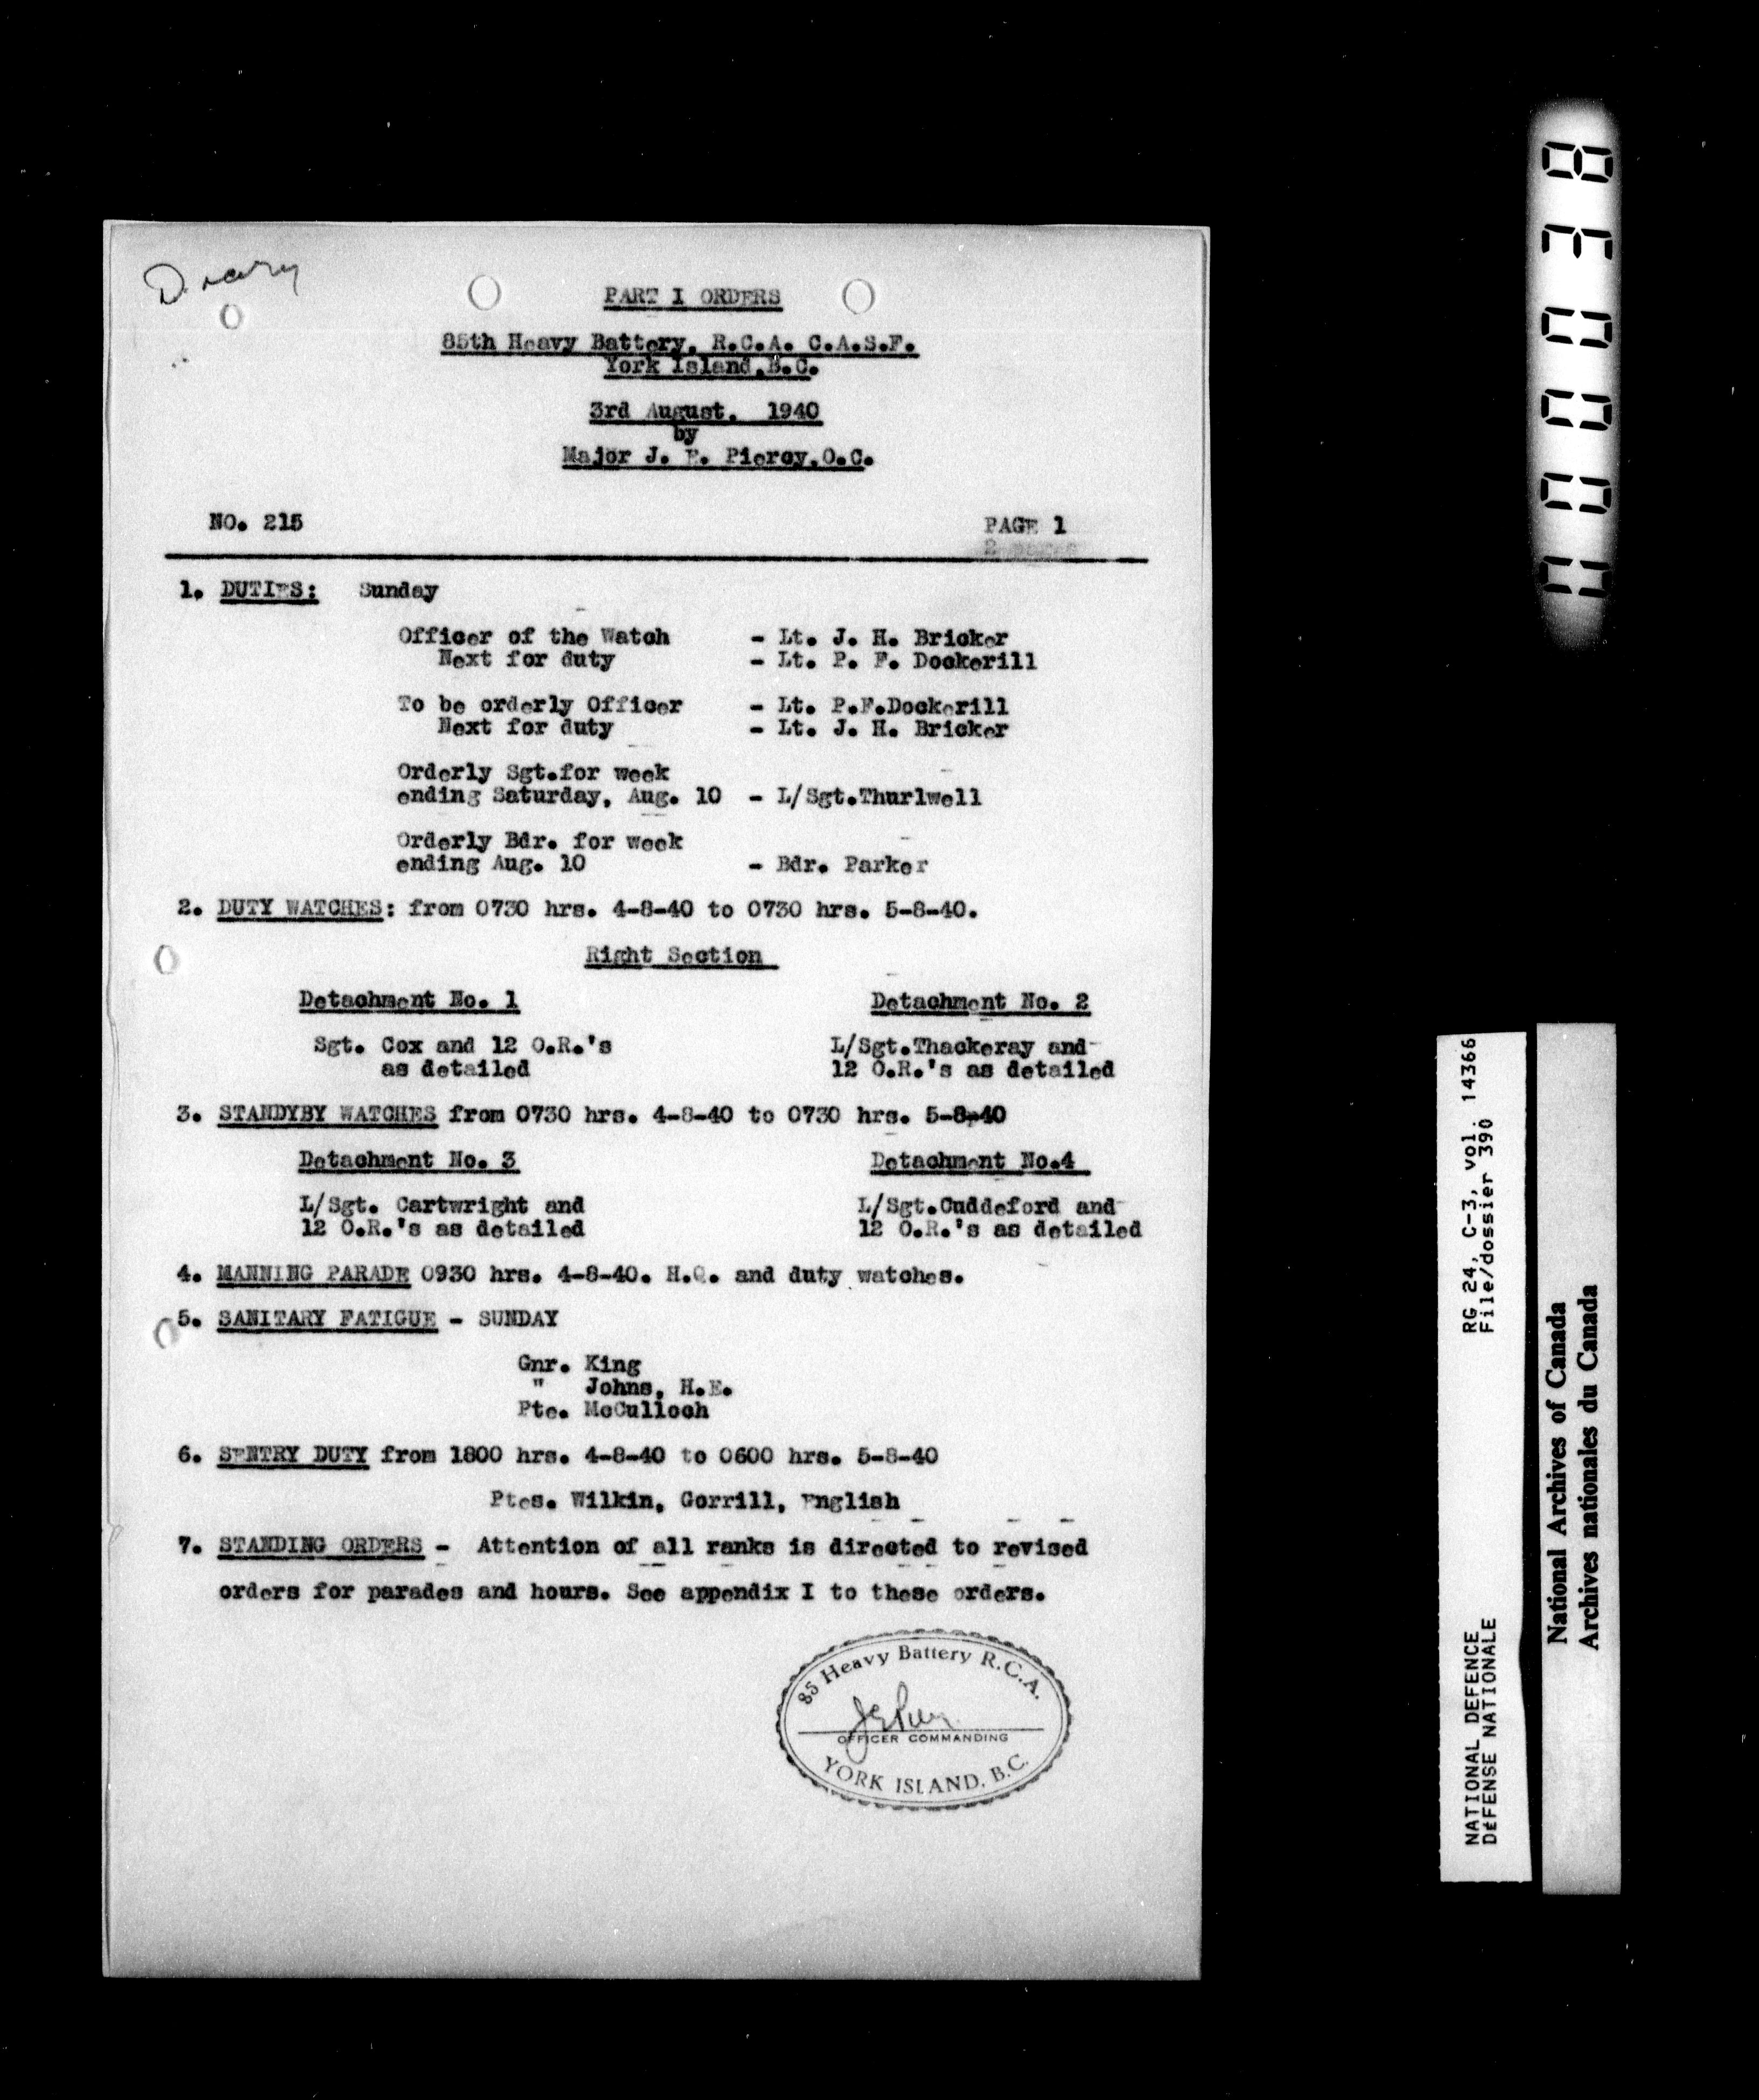 Diary
PART I ORDERS
85th Heavy Battery, R.C.A. C.A.S.F.
York Island, B.C.
3rd August, 1940
by
Major J. E. Piercy, O.C.
NO. 215
PAGE 1
1. DUTIES: Sunday
Officer of the Watch - Lt. J. H. Bricker
Next for duty - Lt. P. F. Dockerill
To be orderly Officer - Lt. P.F.Dockerill
Next for duty - Lt. J. H. Bricker
Orderly Sgt.for week
ending Saturday, Aug. 10 - L/Sgt.Thurlwell
Orderly Bdr. for week
ending Aug. 10 - Bdr. Parker
2. DUTY WATCHES: from 0730 hrs. 4-8-40 to 0730 hrs. 5-8-40.
Right Section
Detachment No. 1 Detachment No. 2
Sgt. Cox and 12 O.R.'s L/Sgt.Thackeray and
as detailed 12 O.R.'s as detailed
3. STANDYBY WATCHES from 0730 hrs. 4-8-40 to 0730 hrs. 5-8-40
Detachment No. 3 Detachment No.4
L/Sgt. Cartwright and L/Sgt.Cuddeford and
12 O.R.'s as detailed 12 O.R.'s as detailed
4. MANNING PARADE 0930 hrs. 4-8-40. H.Q. and duty watches.
5. SANITARY FATIGUE - SUNDAY
Gnr. King
" Johns, H.E.
Pte. McCulloch
6. SENTRY DUTY from 1800 hrs. 4-8-40 to 0600 hrs. 5-8-40
Ptes. Wilkin, Gorrill, English
7. STANDING ORDERS - Attention of all ranks is directed to revised
orders for parades and hours. See appendix I to these orders.
85 Heavy Battery R.C.A.
OFFICER COMMANDING
YORK ISLAND, B.C.
000038
RG 24, C-3, vol. 14366
File/dossier 390
NATIONAL DEFENCE
DÉFENSE NATIONALE
National Archives of Canada
Archives nationales du Canada